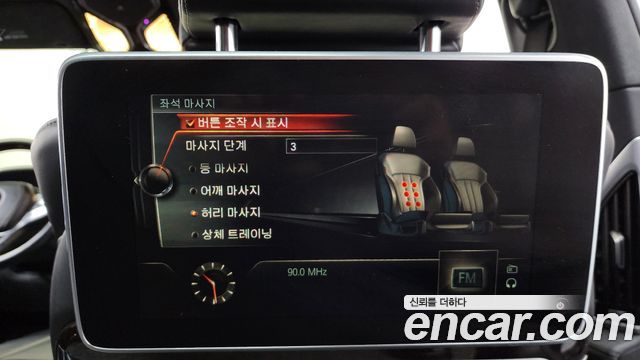 좌석 마사지
버튼 조작 시 표시
마사지 단계 3
등 마사지
어깨 마사지
허리 마사지
상체 트레이닝
90.0 MHz
FM
신뢰를 더하다
encar.com